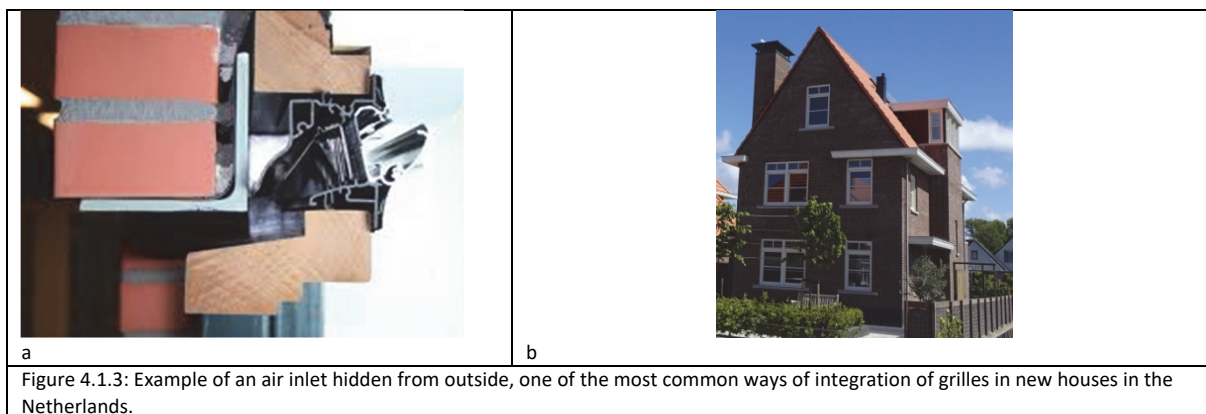 a
b
Figure 4.1.3: Example of an air inlet hidden from outside, one of the most common ways of integration of grilles in new houses in the
Netherlands.